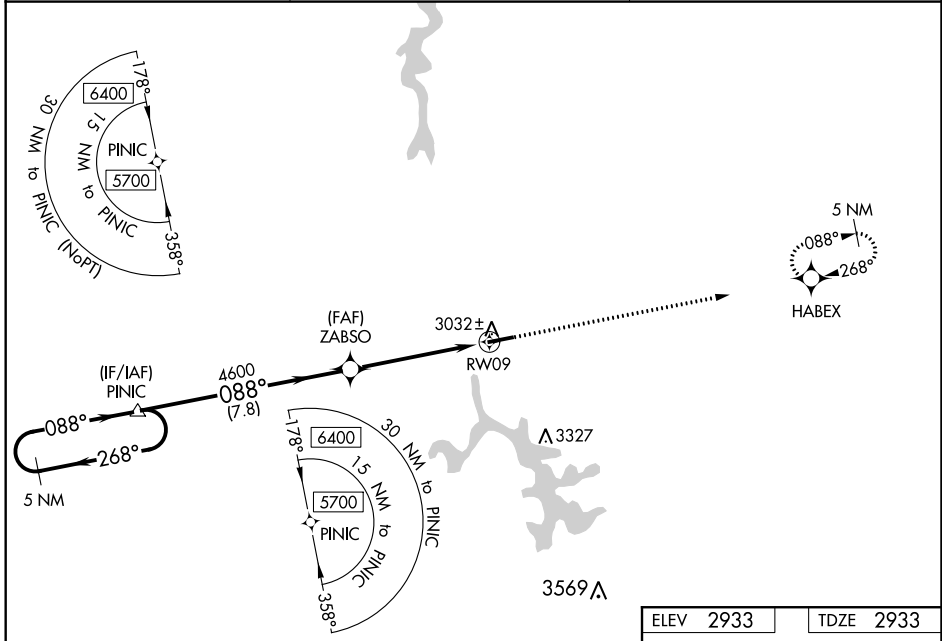 178°
6400
30 NM to PINIC (NoPT)
15 NM to PINIC
PINIC
5700
358°
5 NM
088°
268°
HABEX
(FAF)
ZABSO
3032±
RW09
(IF/IAF)
PINIC
4600
088°
(7.8)
088°
268°
5 NM
178°
6400
30 NM to PINIC
15 NM to PINIC
5700
PINIC
358°
3327
3569
ELEV 2933
TDZE 2933